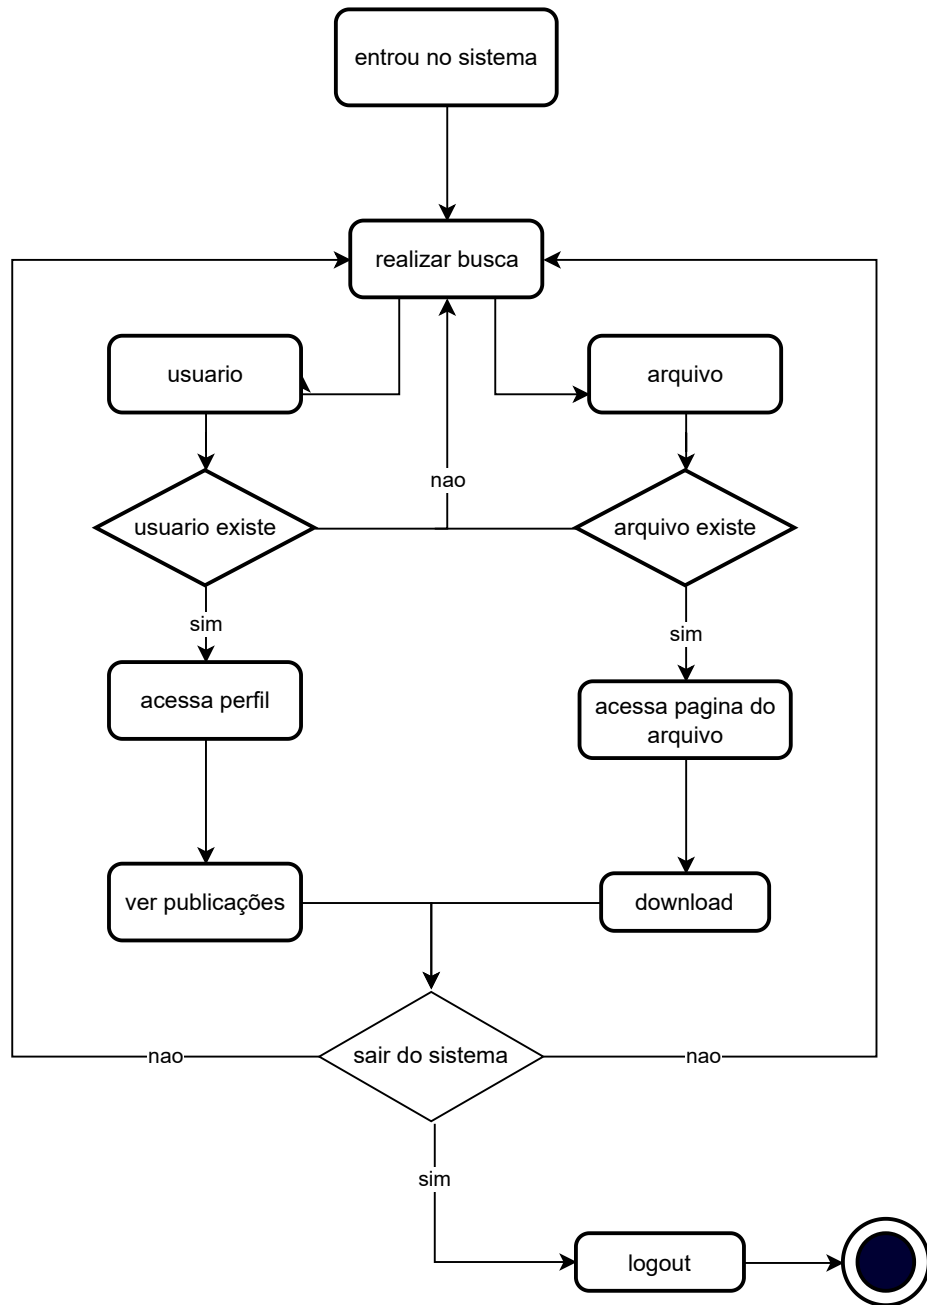 entrou no sistema
realizar busca
usuario
arquivo
nao
usuario existe
arquivo existe
sim
sim
acessa perfil
acessa pagina do
arquivo
ver publicações
download
nao
sair do sistema
nao
sim
logout